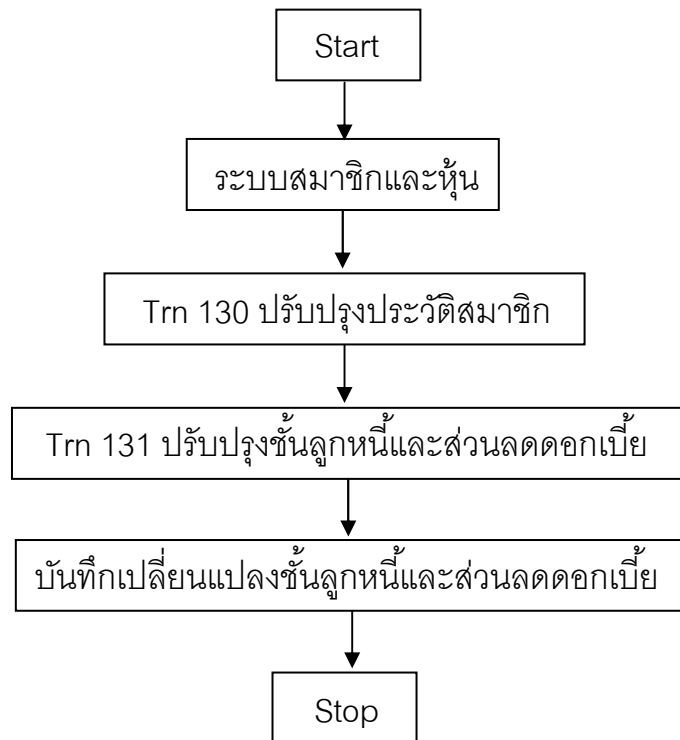 Start
ระบบสมาชิกและหุ้น
Trn 130 ปรับปรุงประวัติสมาชิก
Trn 131 ปรับปรุงชั้นลูกหนี้และส่วนลดดอกเบี้ย
บันทึกเปลี่ยนแปลงชั้นลูกหนี้และส่วนลดดอกเบี้ย
Stop